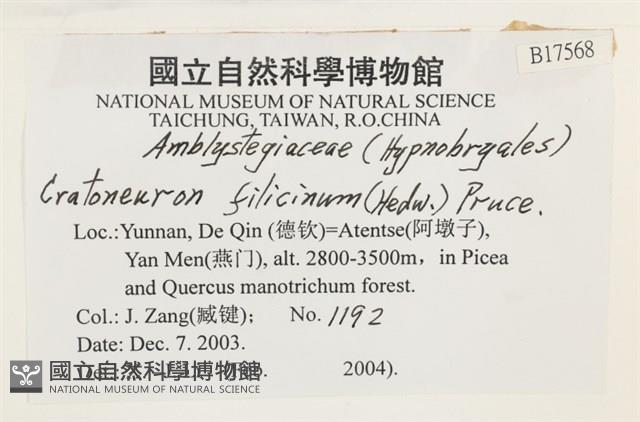 B17568
國立自然科學博物館
NATIONAL MUSEUM OF NATURAL SCIENCE
TAICHUNG, TAIWAN, R.O.CHINA
Amblystegiaceae (Hypnobryales)
Cratoneuron filicinum (Hedw.) Pruce.
Loc.:Yunnan, De Qin (德钦)=Atentse(阿墩子),
Yan Men(燕门), alt. 2800-3500m，in Picea
and Quercus manotrichum forest.
Col.: J. Zang(臧键); No. 1192
Date: Dec. 7. 2003.
2004).
國立自然科學博物館
NATIONAL MUSEUM OF NATURAL SCIENCE